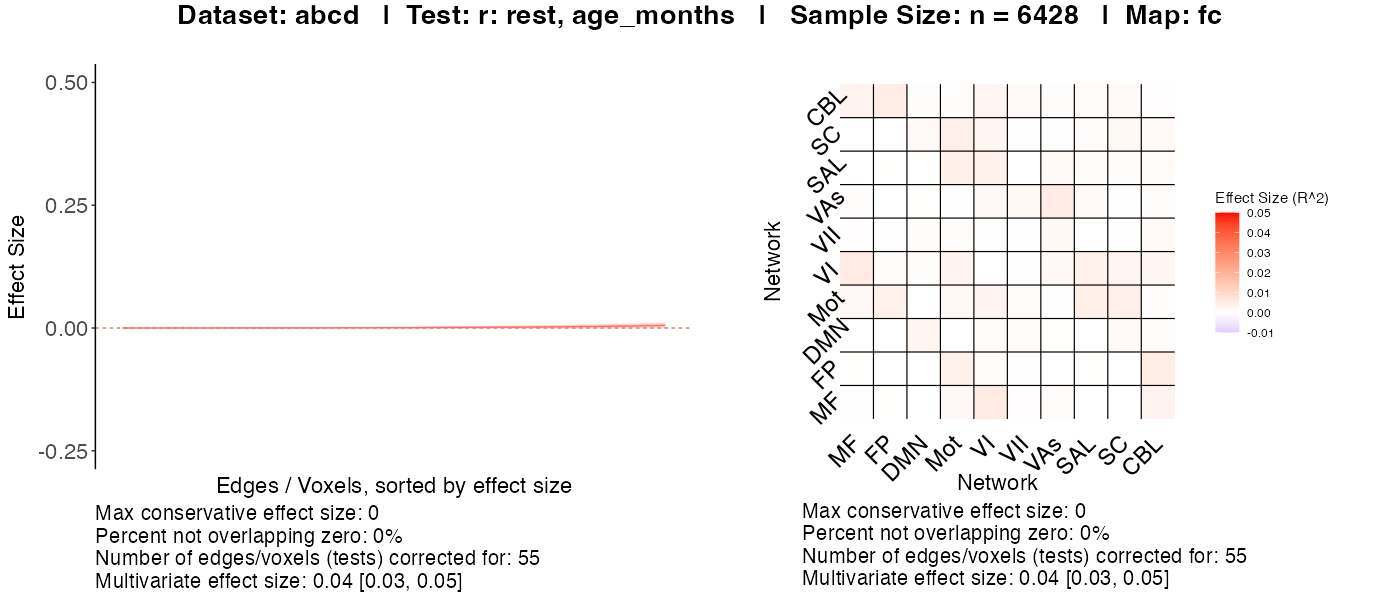 Dataset: abcd | Test: r: rest, age_months | Sample Size: n = 6428 | Map: fc
0.50
0.25
0.00
-0.25
Effect Size
Edges / Voxels, sorted by effect size
Max conservative effect size: 0
Percent not overlapping zero: 0%
Number of edges/voxels (tests) corrected for: 55
Multivariate effect size: 0.04 [0.03, 0.05]
Network
CBL
SC
SAL
VAs
VII
VI
Mot
DMN
FP
MF
MF
FP
DMN
Mot
VI
VII
VAs
SAL
SC
CBL
Network
Max conservative effect size: 0
Percent not overlapping zero: 0%
Number of edges/voxels (tests) corrected for: 55
Multivariate effect size: 0.04 [0.03, 0.05]
Effect Size (R^2)
0.05
0.04
0.03
0.02
0.01
0.00
-0.01